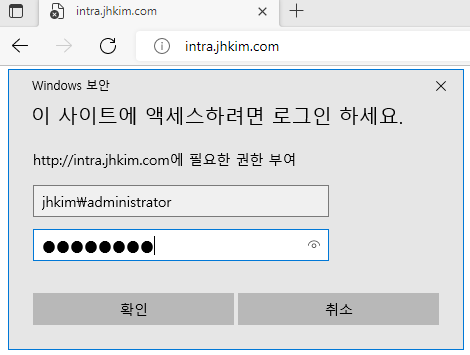 intra.jhkim.com
intra.jhkim.com
Windows 보안
이 사이트에 액세스하려면 로그인 하세요.
http://intra.jhkim.com에 필요한 권한 부여
jhkim₩administrator
●●●●●●●●
확인 취소